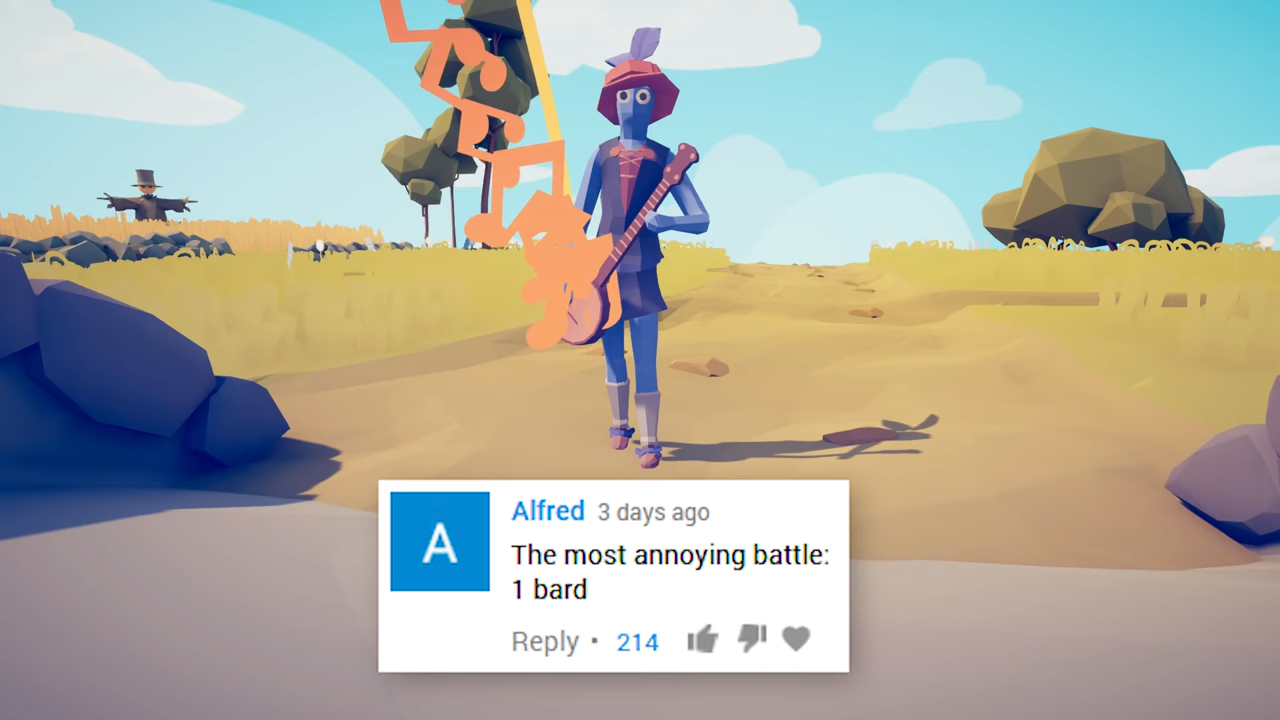 A
Alfred 3 days ago
The most annoying battle:
1 bard
Reply • 214